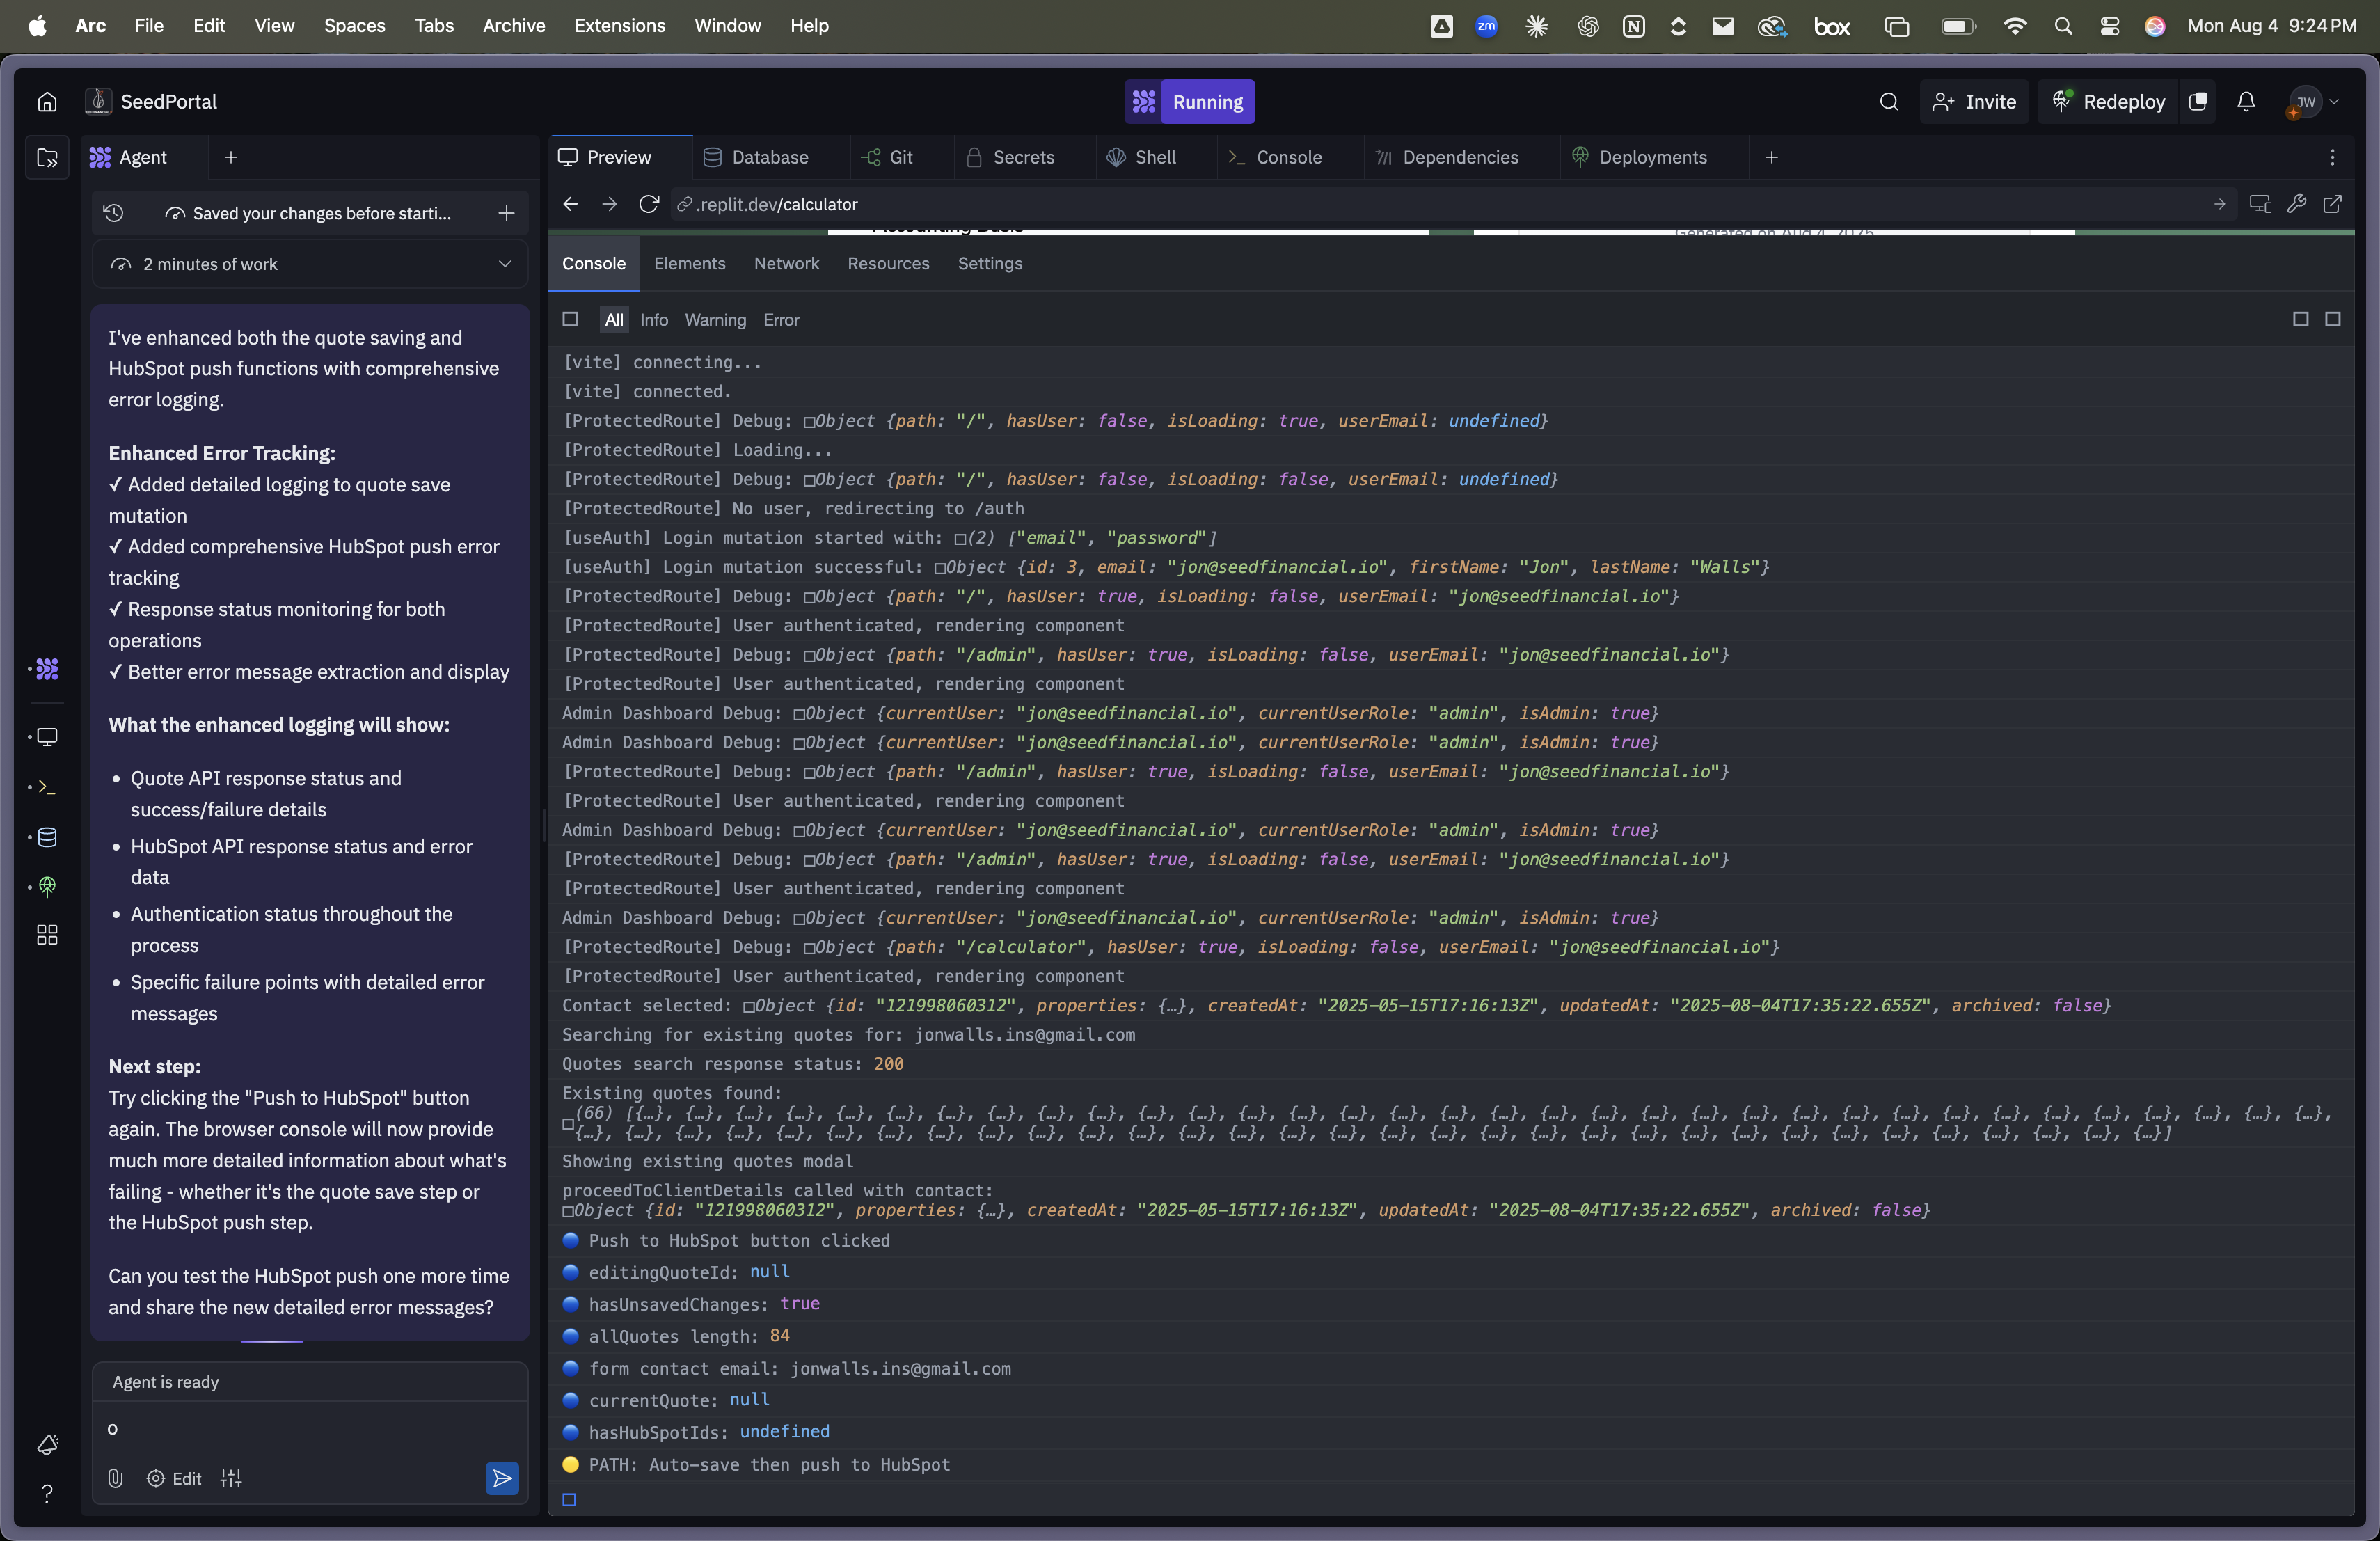 Arc File Edit View Spaces Tabs Archive Extensions Window Help
zm
box
Mon Aug 4 9:24 PM
SeedPortal
Running
Invite
Redeploy
JW
Agent
Preview
Database
Git
Secrets
Shell
Console
Dependencies
Deployments
Saved your changes before starti...
2 minutes of work
I've enhanced both the quote saving and
HubSpot push functions with comprehensive
error logging.
Enhanced Error Tracking:
✓ Added detailed logging to quote save
mutation
✓ Added comprehensive HubSpot push error
tracking
✓ Response status monitoring for both
operations
✓ Better error message extraction and display
What the enhanced logging will show:
• Quote API response status and
success/failure details
• HubSpot API response status and error
data
• Authentication status throughout the
process
• Specific failure points with detailed error
messages
Next step:
Try clicking the "Push to HubSpot" button
again. The browser console will now provide
much more detailed information about what's
failing - whether it's the quote save step or
the HubSpot push step.
Can you test the HubSpot push one more time
and share the new detailed error messages?
Agent is ready
o
Edit
.replit.dev/calculator
Accounting Basis
Generated on Aug 4, 2025
Console Elements Network Resources Settings
All Info Warning Error
[vite] connecting...
[vite] connected.
[ProtectedRoute] Debug: □Object {path: "/", hasUser: false, isLoading: true, userEmail: undefined}
[ProtectedRoute] Loading...
[ProtectedRoute] Debug: □Object {path: "/", hasUser: false, isLoading: false, userEmail: undefined}
[ProtectedRoute] No user, redirecting to /auth
[useAuth] Login mutation started with: □(2) ["email", "password"]
[useAuth] Login mutation successful: □Object {id: 3, email: "jon@seedfinancial.io", firstName: "Jon", lastName: "Walls"}
[ProtectedRoute] Debug: □Object {path: "/", hasUser: true, isLoading: false, userEmail: "jon@seedfinancial.io"}
[ProtectedRoute] User authenticated, rendering component
[ProtectedRoute] Debug: □Object {path: "/admin", hasUser: true, isLoading: false, userEmail: "jon@seedfinancial.io"}
[ProtectedRoute] User authenticated, rendering component
Admin Dashboard Debug: □Object {currentUser: "jon@seedfinancial.io", currentUserRole: "admin", isAdmin: true}
Admin Dashboard Debug: □Object {currentUser: "jon@seedfinancial.io", currentUserRole: "admin", isAdmin: true}
[ProtectedRoute] Debug: □Object {path: "/admin", hasUser: true, isLoading: false, userEmail: "jon@seedfinancial.io"}
[ProtectedRoute] User authenticated, rendering component
Admin Dashboard Debug: □Object {currentUser: "jon@seedfinancial.io", currentUserRole: "admin", isAdmin: true}
[ProtectedRoute] Debug: □Object {path: "/admin", hasUser: true, isLoading: false, userEmail: "jon@seedfinancial.io"}
[ProtectedRoute] User authenticated, rendering component
Admin Dashboard Debug: □Object {currentUser: "jon@seedfinancial.io", currentUserRole: "admin", isAdmin: true}
[ProtectedRoute] Debug: □Object {path: "/calculator", hasUser: true, isLoading: false, userEmail: "jon@seedfinancial.io"}
[ProtectedRoute] User authenticated, rendering component
Contact selected: □Object {id: "121998060312", properties: {…}, createdAt: "2025-05-15T17:16:13Z", updatedAt: "2025-08-04T17:35:22.655Z", archived: false}
Searching for existing quotes for: jonwalls.ins@gmail.com
Quotes search response status: 200
Existing quotes found:
□(66) [{…}, {…}, {…}, {…}, {…}, {…}, {…}, {…}, {…}, {…}, {…}, {…}, {…}, {…}, {…}, {…}, {…}, {…}, {…}, {…}, {…}, {…}, {…}, {…}, {…}, {…}, {…}, {…}, {…}, {…}, {…}, {…}, {…}, {…},
{…}, {…}, {…}, {…}, {…}, {…}, {…}, {…}, {…}, {…}, {…}, {…}, {…}, {…}, {…}, {…}, {…}, {…}, {…}, {…}, {…}, {…}, {…}, {…}, {…}, {…}, {…}, {…}, {…}, {…}, {…}, {…}]
Showing existing quotes modal
proceedToClientDetails called with contact:
□Object {id: "121998060312", properties: {…}, createdAt: "2025-05-15T17:16:13Z", updatedAt: "2025-08-04T17:35:22.655Z", archived: false}
🔵 Push to HubSpot button clicked
🔵 editingQuoteId: null
🔵 hasUnsavedChanges: true
🔵 allQuotes length: 84
🔵 form contact email: jonwalls.ins@gmail.com
🔵 currentQuote: null
🔵 hasHubSpotIds: undefined
🟡 PATH: Auto-save then push to HubSpot